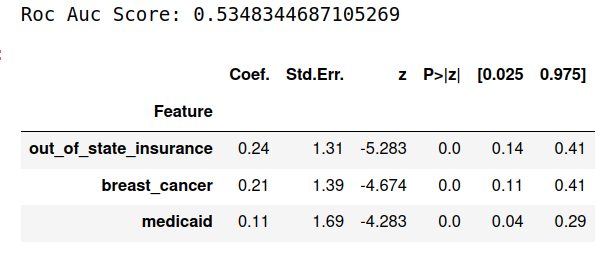 Roc Auc Score: 0.5348344687105269
Coef. Std.Err. z P>|z| [0.025 0.975]
Feature
out_of_state_insurance 0.24 1.31 -5.283 0.0 0.14 0.41
breast_cancer 0.21 1.39 -4.674 0.0 0.11 0.41
medicaid 0.11 1.69 -4.283 0.0 0.04 0.29